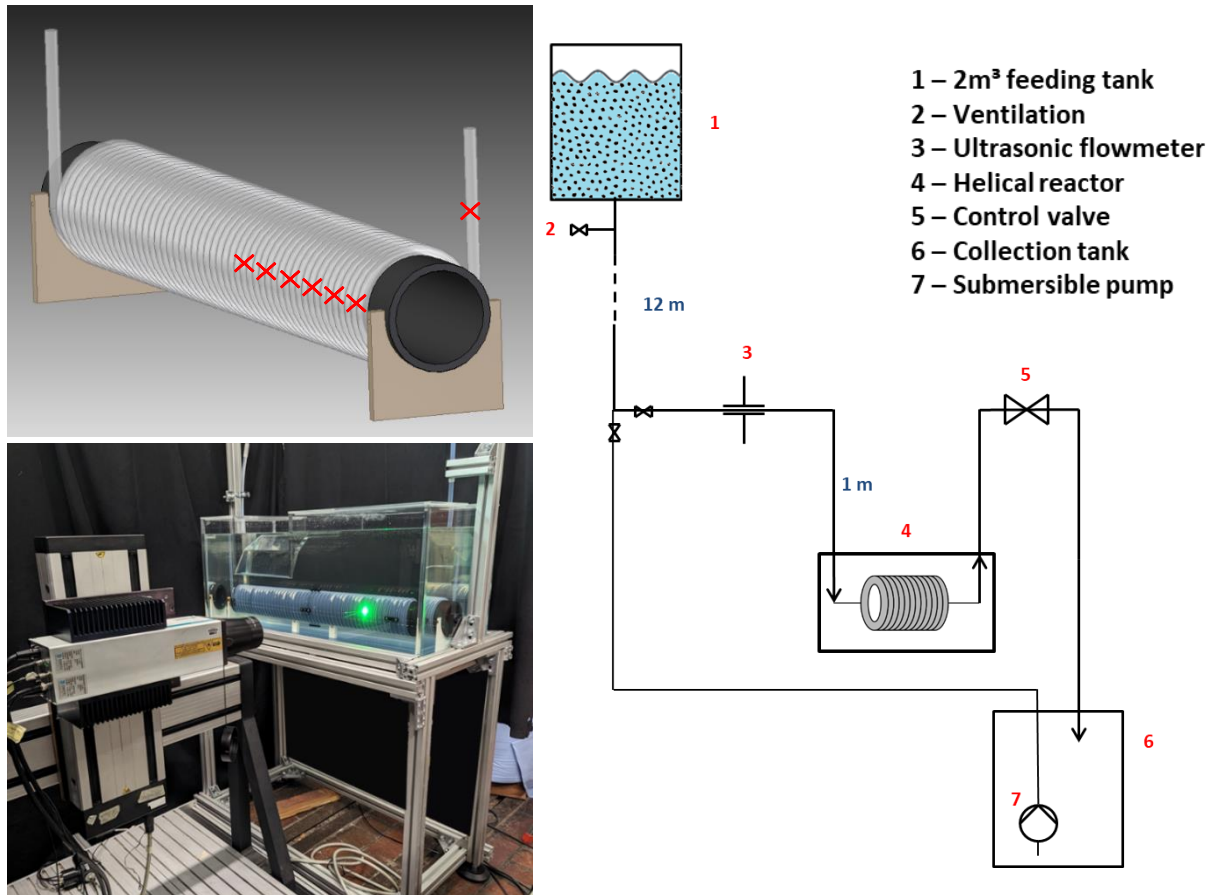 1
2
12 m
3
5
1 m
4
6
7
1 – 2m³ feeding tank
2 – Ventilation
3 – Ultrasonic flowmeter
4 – Helical reactor
5 – Control valve
6 – Collection tank
7 – Submersible pump